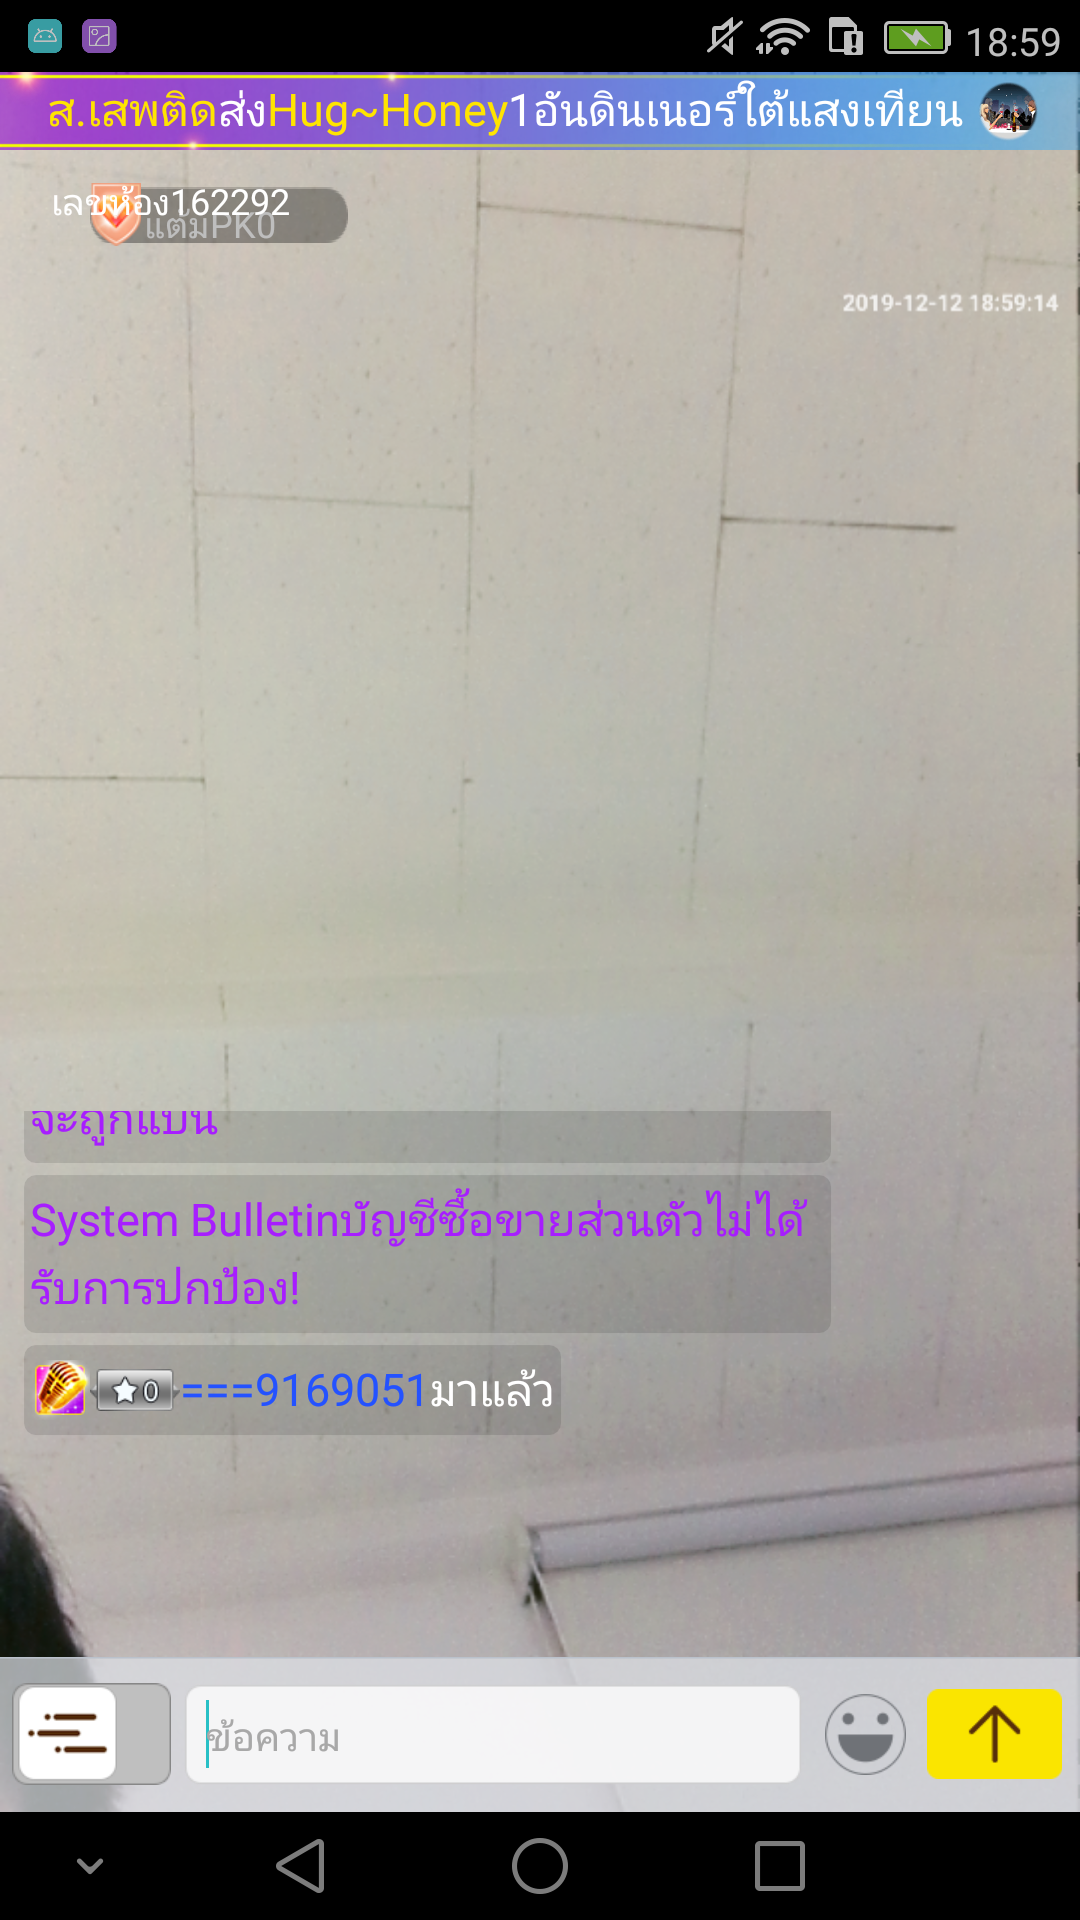 18:59
ส.เสพติดส่งHug~Honey1อันดินเนอร์ใต้แสงเทียน
เลขห้อง162292
แต้มPK0
2019-12-12 18:59:14
จะถูกแบน
System Bulletinบัญชีซื้อขายส่วนตัวไม่ได้
รับการปกป้อง!
0 ===9169051มาแล้ว
ข้อความ